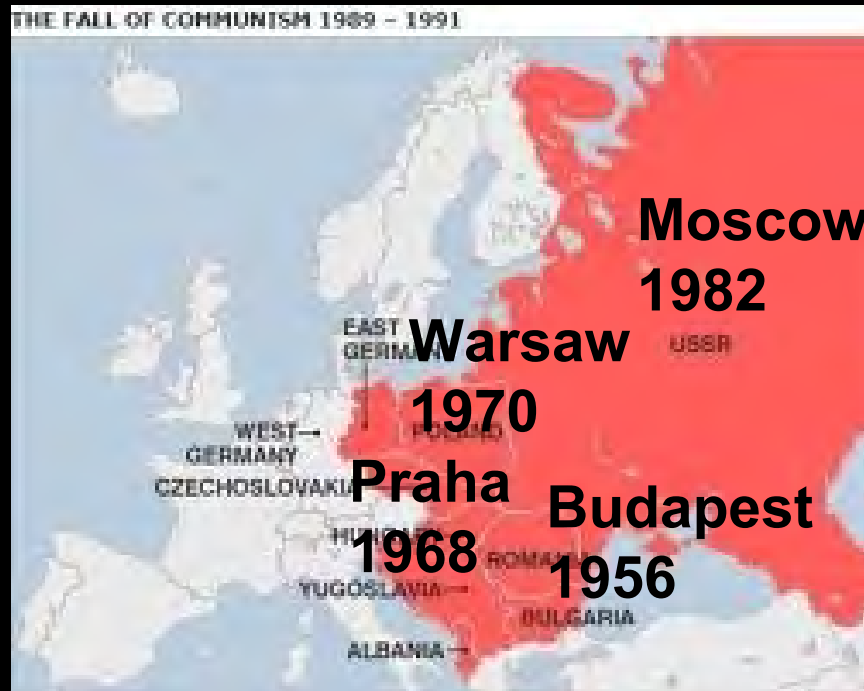 THE FALL OF COMMUNISM 1989 – 1991
Moscow
1982
USSR
EAST
GERMAN
Warsaw
1970
POLAND
WEST
GERMANY
CZECHOSLOVAKIA
Praha
1968
HUNGARY
Budapest
1956
ROMANIA
YUGOSLAVIA
BULGARIA
ALBANIA